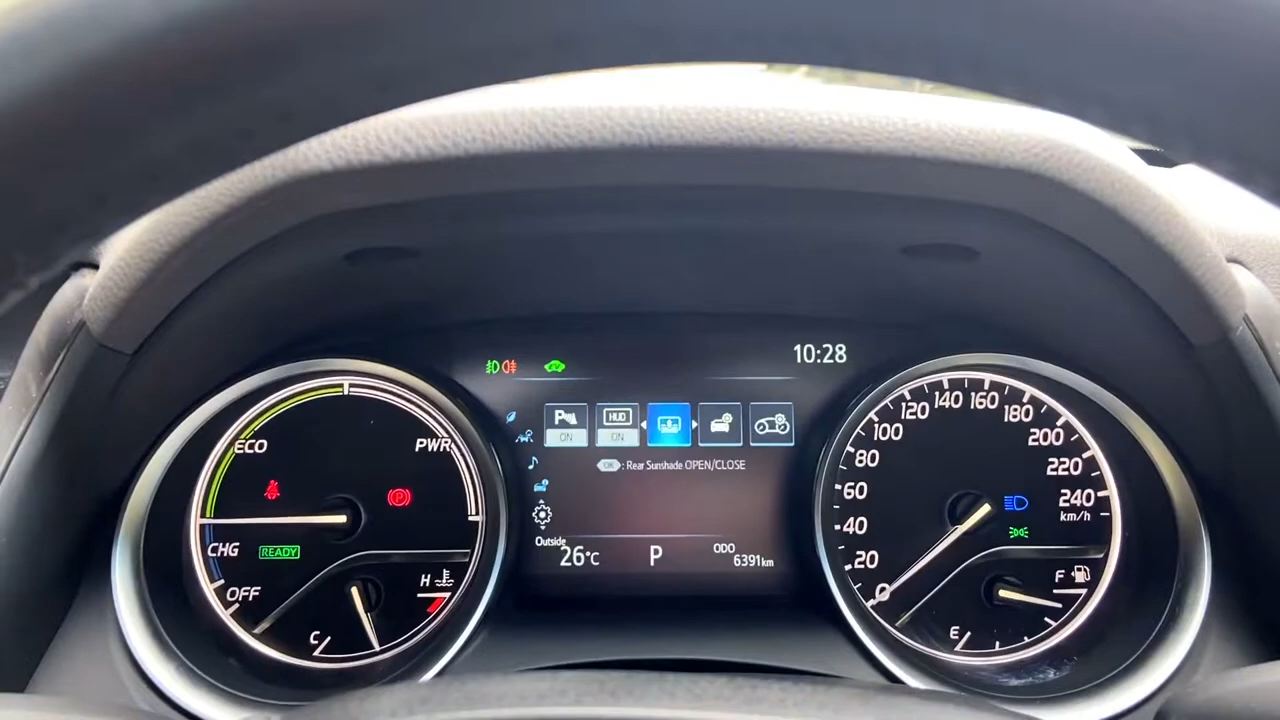 10:28
HUD
ON
ON
OK : Rear Sunshade OPEN/CLOSE
Outside
26°C
P
ODO
6391km
ECO
PWR
P
CHG
READY
OFF
H
C
0
20
40
60
80
100
120
140
160
180
200
220
240
km/h
F
E